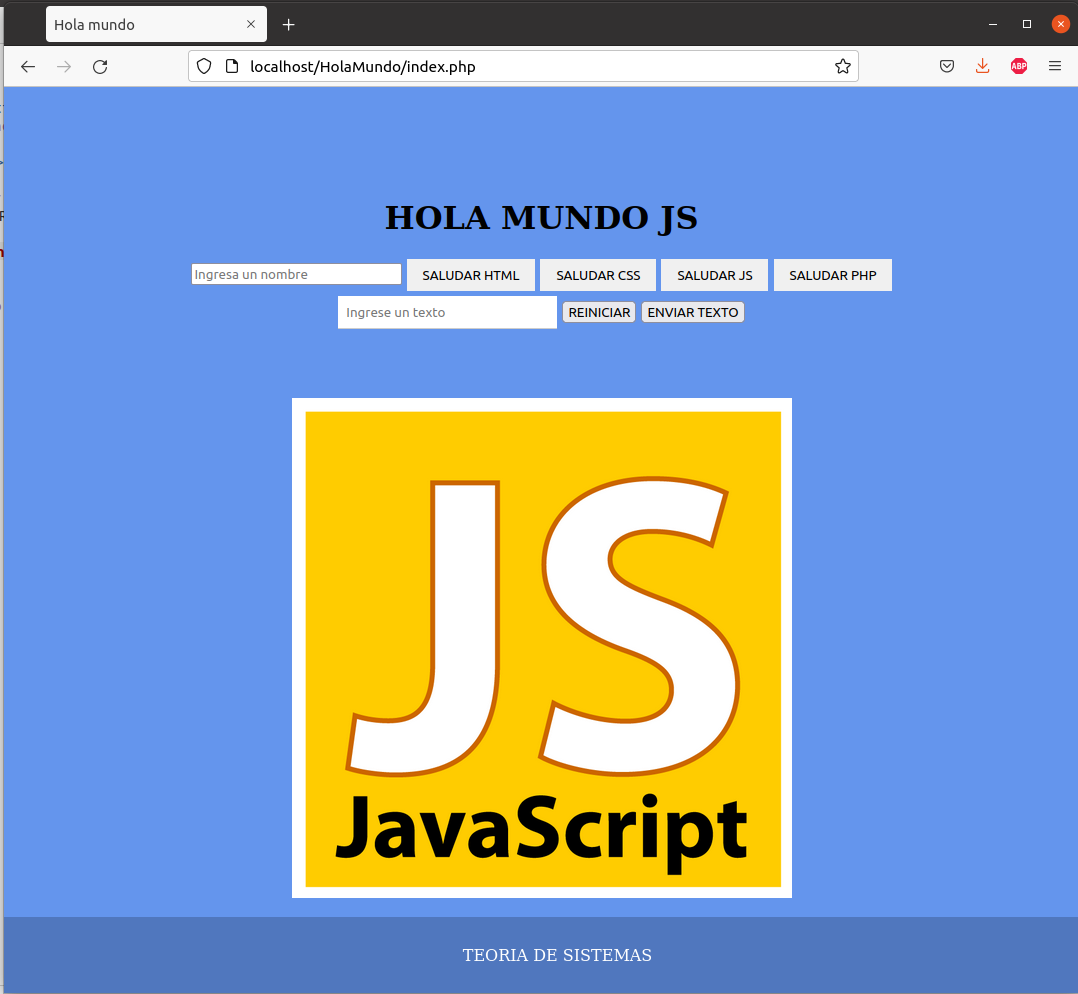 Hola mundo
localhost/HolaMundo/index.php
ABP
HOLA MUNDO JS
Ingresa un nombre SALUDAR HTML SALUDAR CSS SALUDAR JS SALUDAR PHP
Ingrese un texto REINICIAR ENVIAR TEXTO
JS
JavaScript
TEORIA DE SISTEMAS